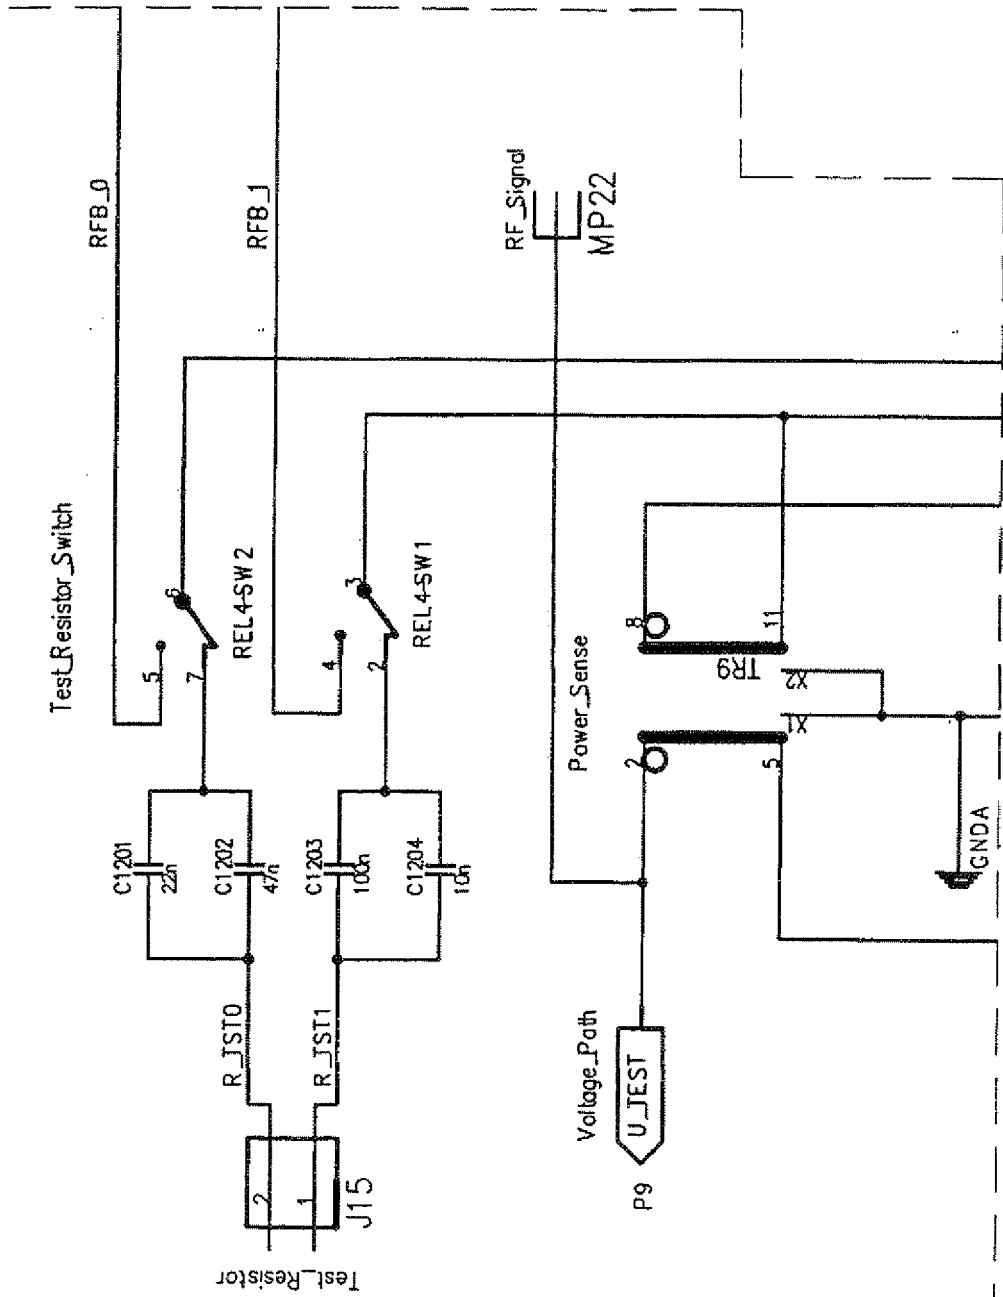 RFB_0
RFB_1
RF_Signal
MP22
Test_Resistor_Switch
5
6
7
REL4-SW2
4
3
2
REL4-SW1
Power_Sense
8
11
TR9
X2
X1
2
5
GNDA
C1201
22n
C1202
47n
C1203
100n
C1204
10n
R_TST0
R_TST1
2
1
J15
Test_Resistor
Voltage_Path
U_TEST
P9